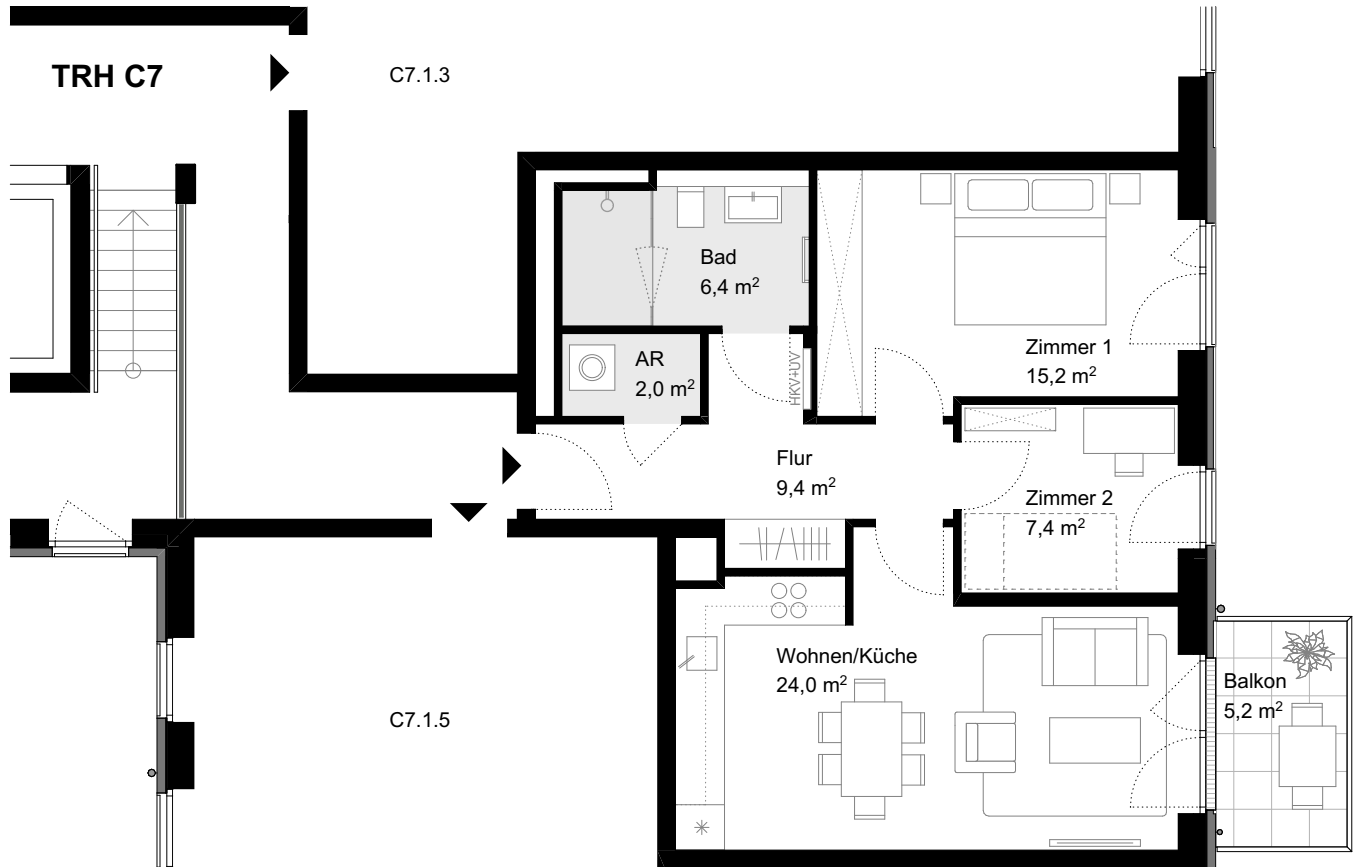 TRH C7
C7.1.3
Bad
6,4 m²
AR
2,0 m²
HKV+UV
Zimmer 1
15,2 m²
Flur
9,4 m²
Zimmer 2
7,4 m²
Wohnen/Küche
24,0 m²
Balkon
5,2 m²
C7.1.5